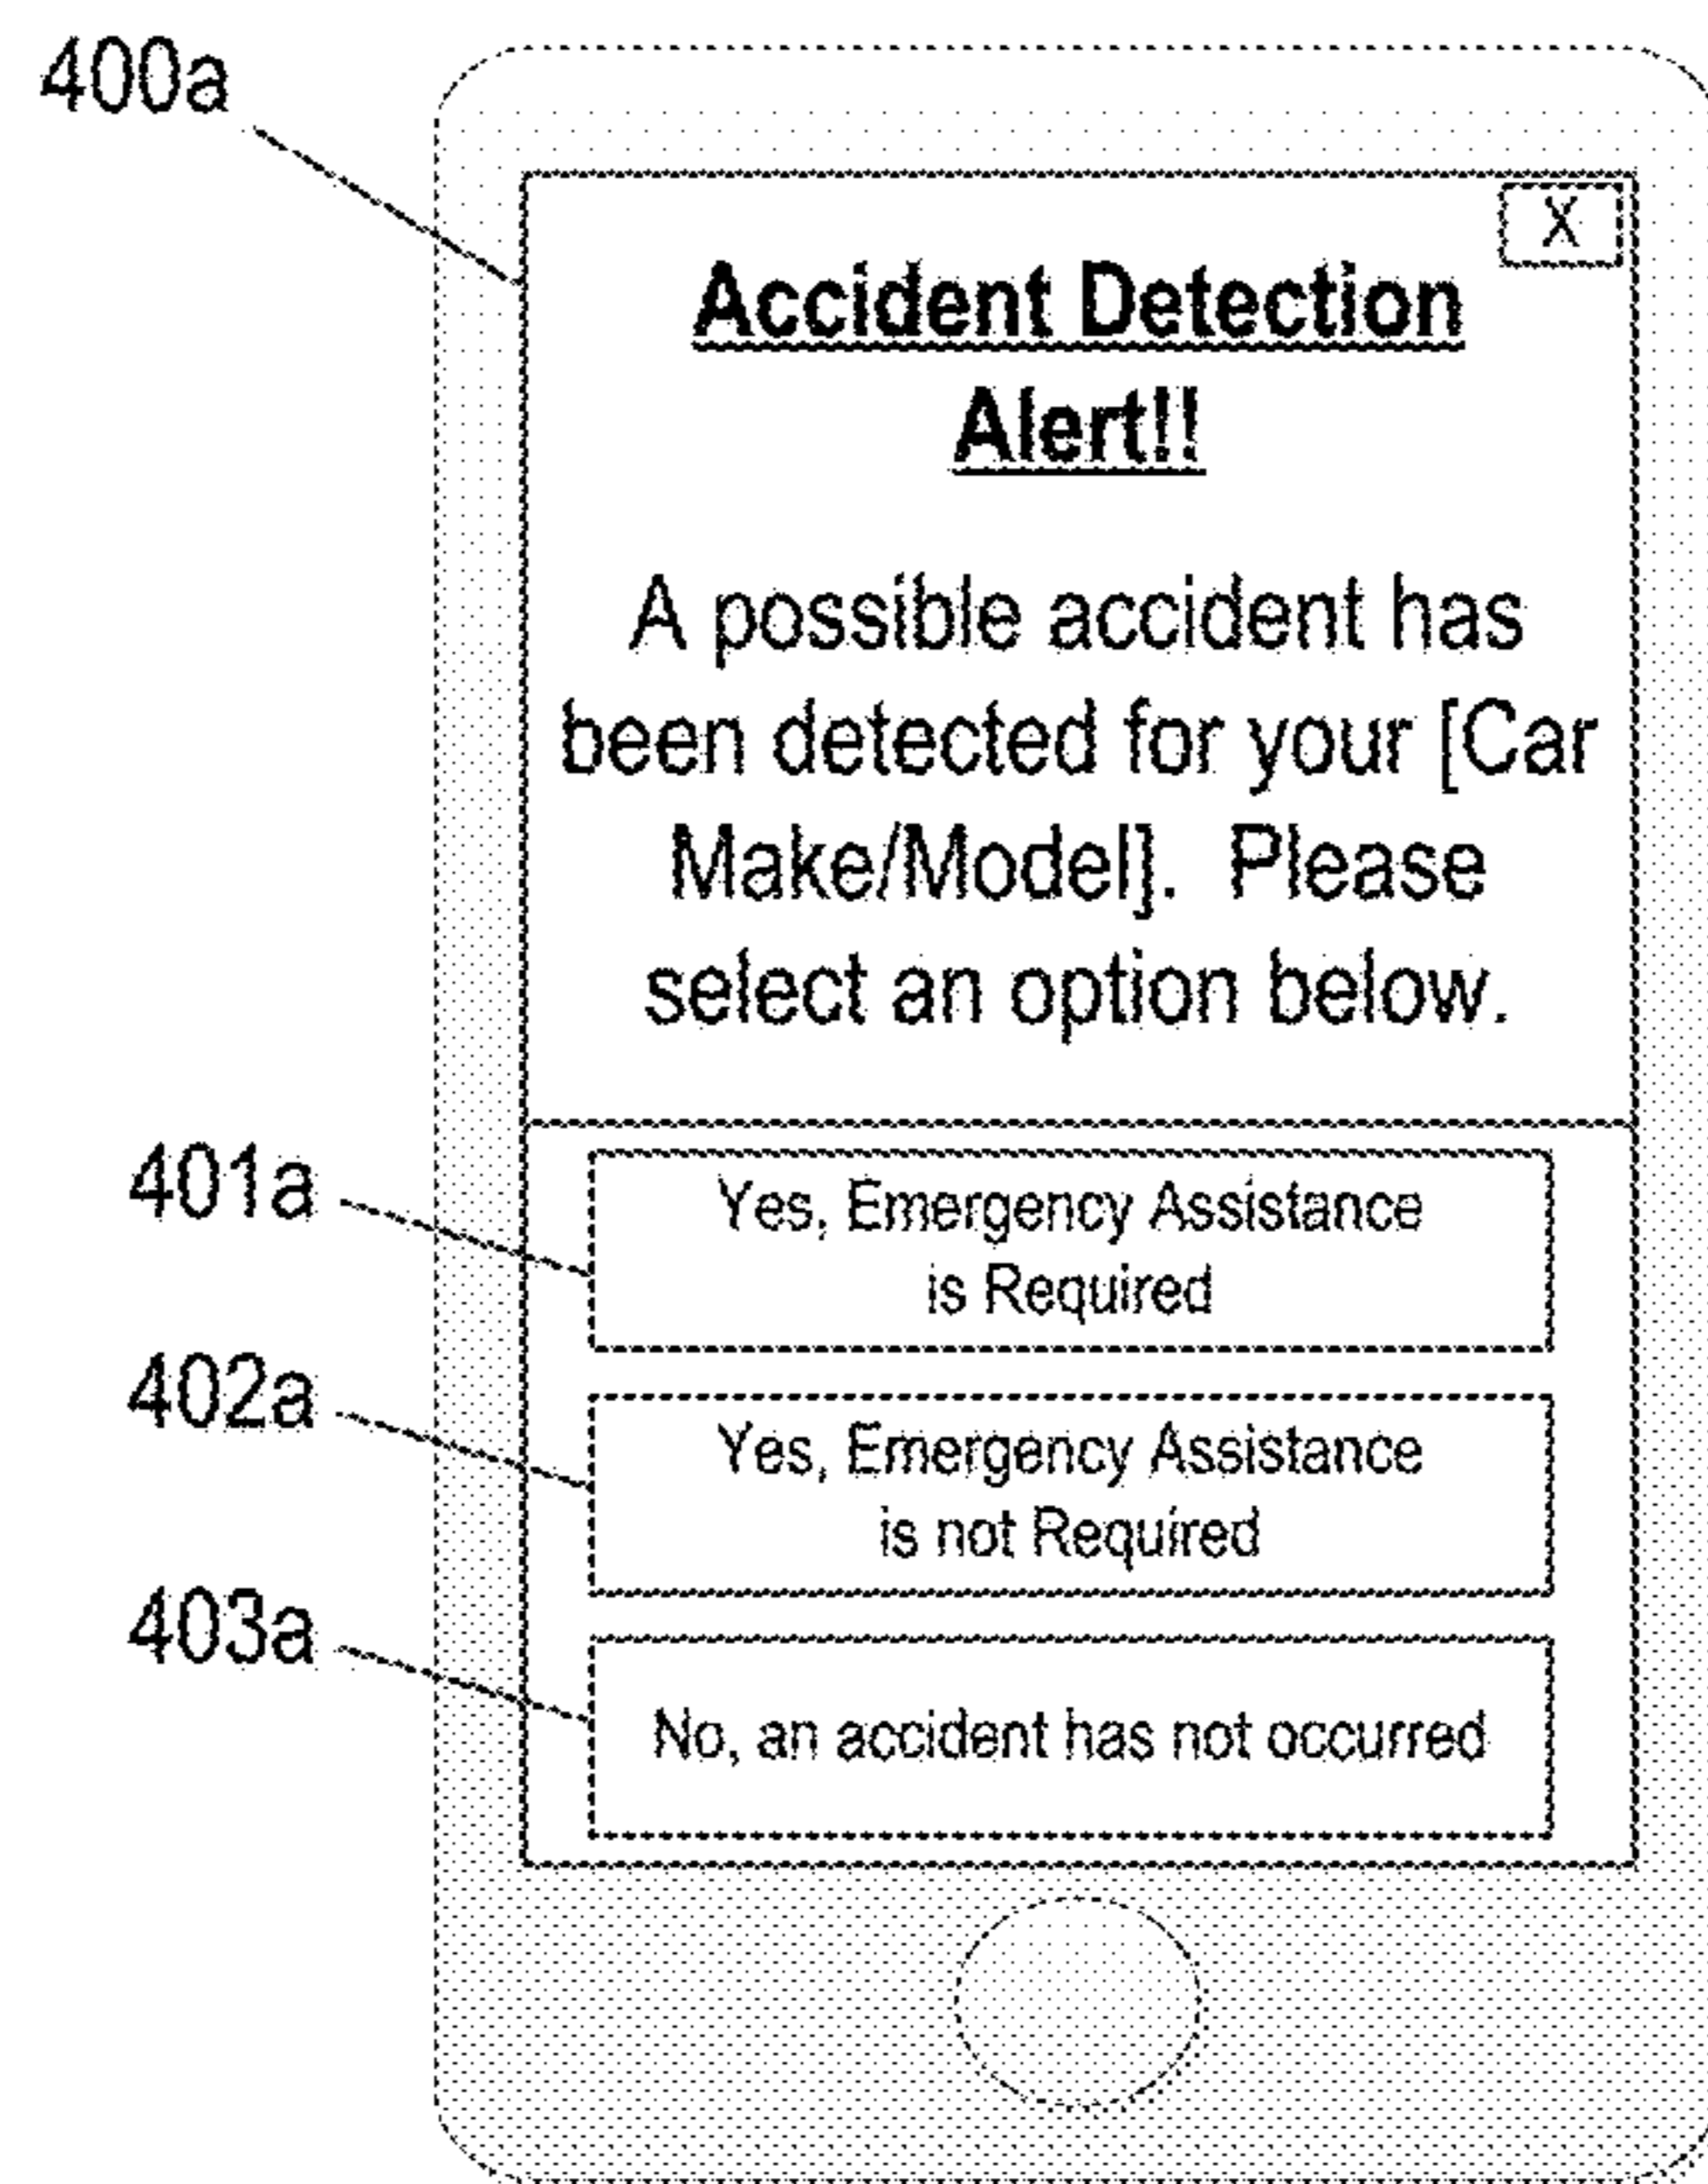 400a
X
Accident Detection
Alert!!
A possible accident has
been detected for your [Car
Make/Model].  Please
select an option below.
401a
Yes, Emergency Assistance
is Required
402a
Yes, Emergency Assistance
is not Required
403a
No, an accident has not occurred